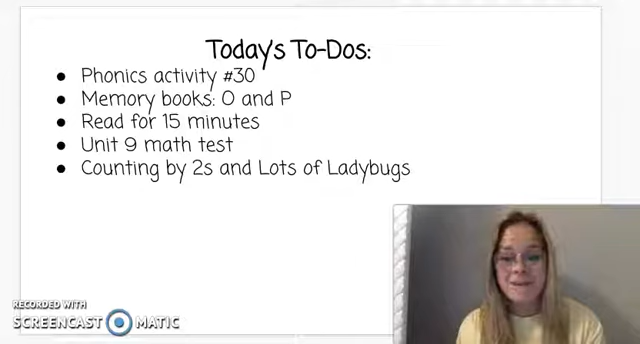 Today's To-Dos:
● Phonics activity #30
● Memory books: O and P
● Read for 15 minutes
● Unit 9 math test
● Counting by 2s and Lots of Ladybugs
RECORDED WITH
SCREENCAST MATIC